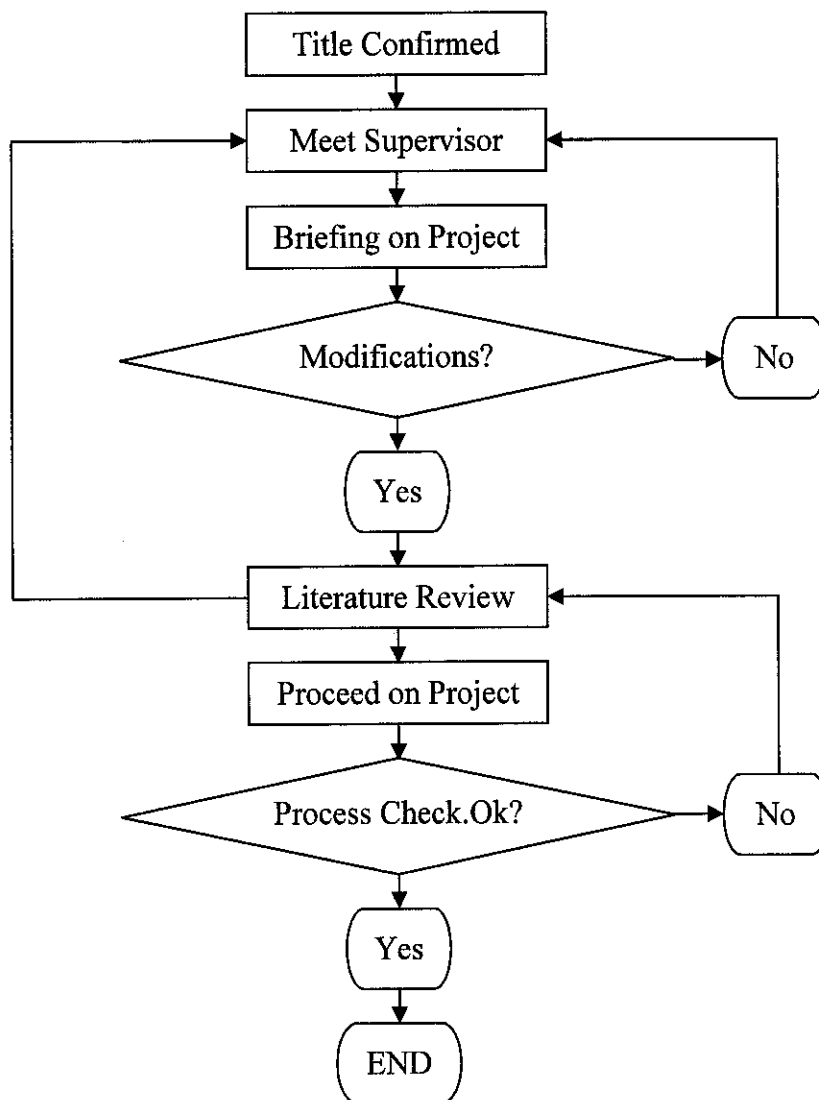 Title Confirmed
Meet Supervisor
Briefing on Project
Modifications?
No
Yes
Literature Review
Proceed on Project
Process Check.Ok?
No
Yes
END